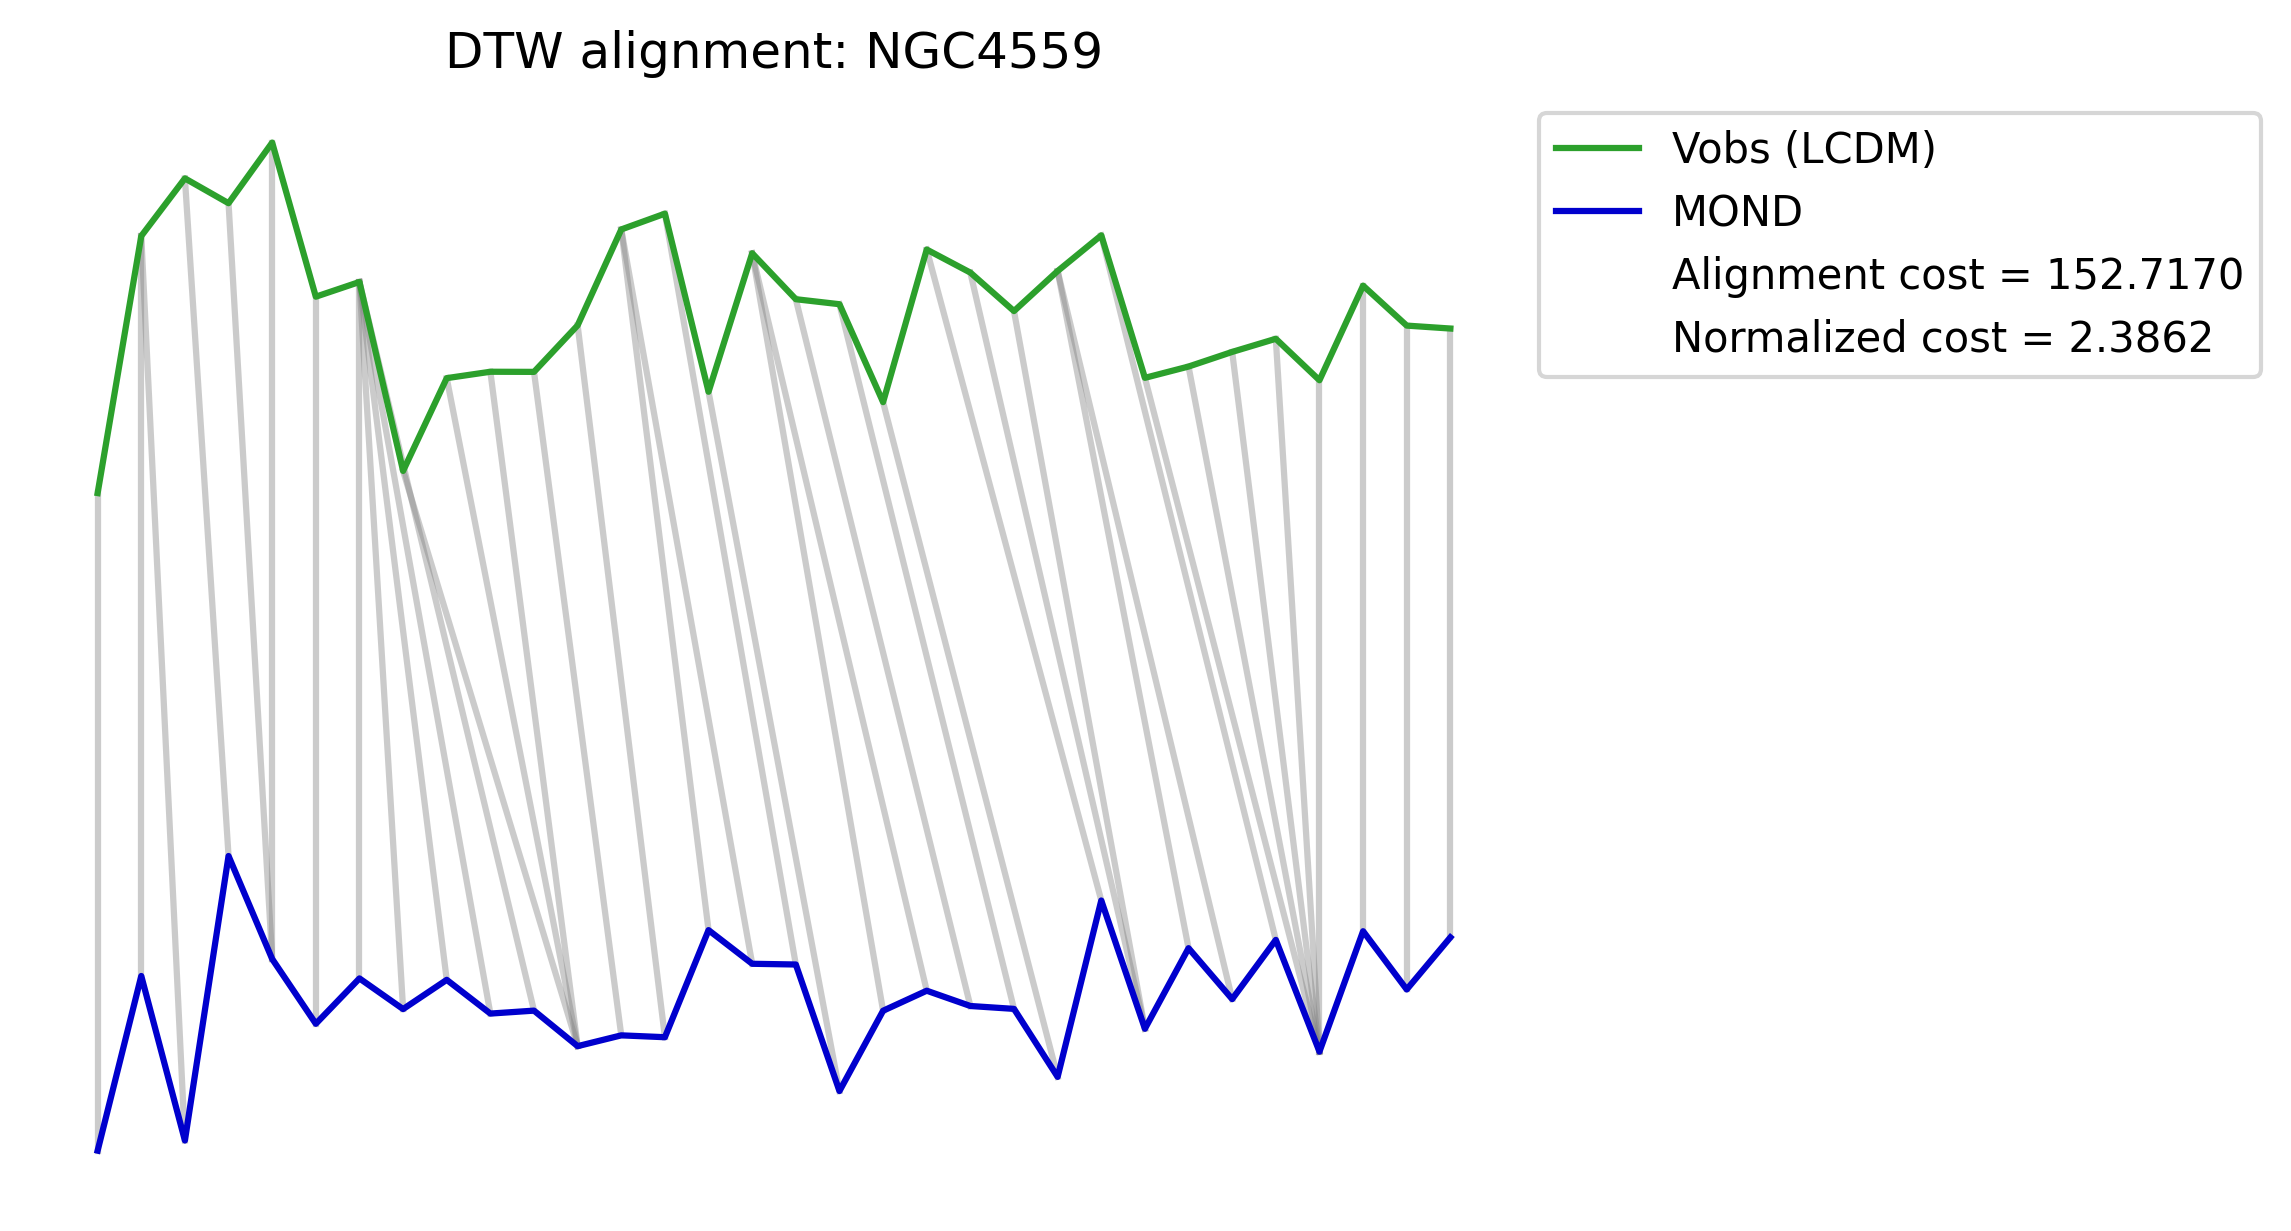 DTW alignment: NGC4559
Vobs (LCDM)
MOND
Alignment cost = 152.7170
Normalized cost = 2.3862